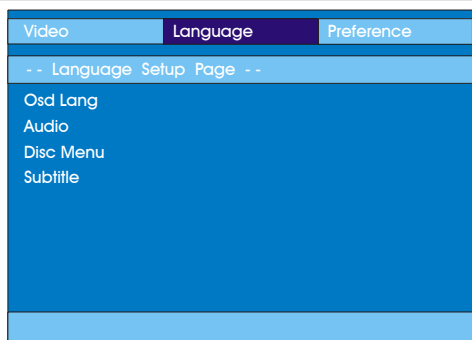 Video Language Preference
- - Language Setup Page - -
Osd Lang
Audio
Disc Menu
Subtitle